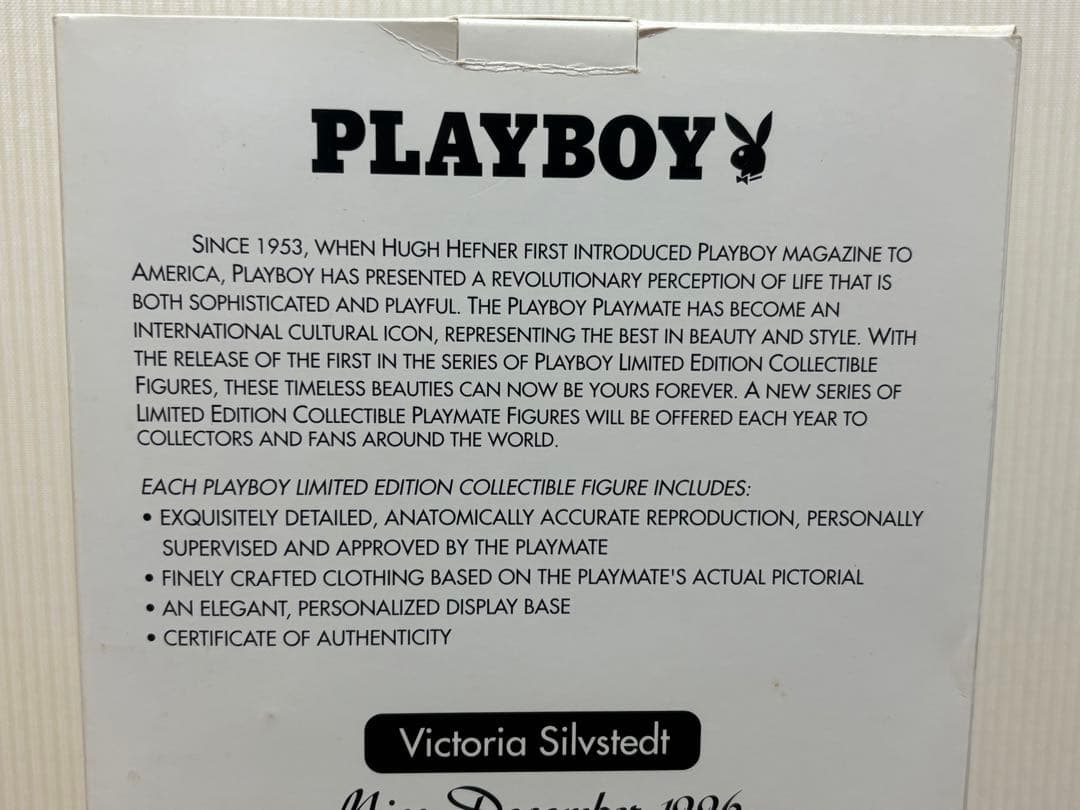 PLAYBOY
SINCE 1953, WHEN HUGH HEFNER FIRST INTRODUCED PLAYBOY MAGAZINE TO
AMERICA, PLAYBOY HAS PRESENTED A REVOLUTIONARY PERCEPTION OF LIFE THAT IS
BOTH SOPHISTICATED AND PLAYFUL. THE PLAYBOY PLAYMATE HAS BECOME AN
INTERNATIONAL CULTURAL ICON, REPRESENTING THE BEST IN BEAUTY AND STYLE. WITH
THE RELEASE OF THE FIRST IN THE SERIES OF PLAYBOY LIMITED EDITION COLLECTIBLE
FIGURES, THESE TIMELESS BEAUTIES CAN NOW BE YOURS FOREVER. A NEW SERIES OF
LIMITED EDITION COLLECTIBLE PLAYMATE FIGURES WILL BE OFFERED EACH YEAR TO
COLLECTORS AND FANS AROUND THE WORLD.
EACH PLAYBOY LIMITED EDITION COLLECTIBLE FIGURE INCLUDES:
• EXQUISITELY DETAILED, ANATOMICALLY ACCURATE REPRODUCTION, PERSONALLY
SUPERVISED AND APPROVED BY THE PLAYMATE
• FINELY CRAFTED CLOTHING BASED ON THE PLAYMATE'S ACTUAL PICTORIAL
• AN ELEGANT, PERSONALIZED DISPLAY BASE
• CERTIFICATE OF AUTHENTICITY
Victoria Silvstedt
Miss December 1996